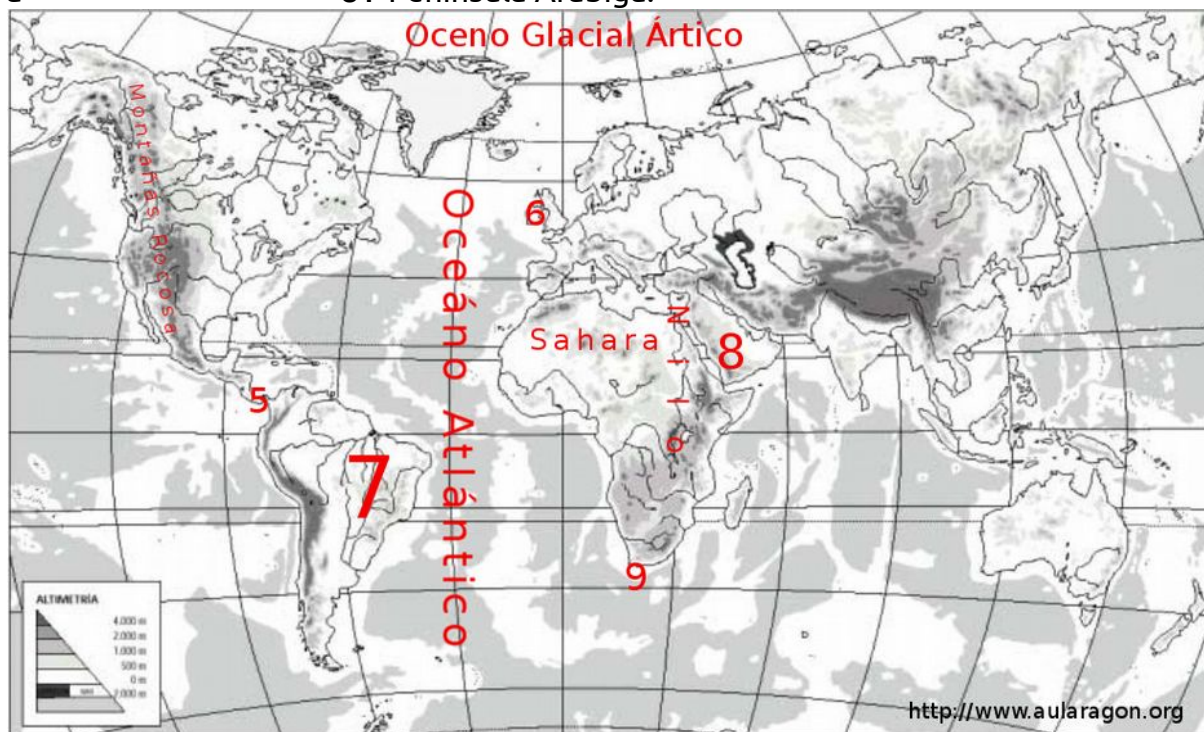 Oceno Glacial Ártico
Montañas Rocosa
Océáno Atlántico
6
Sahara
Nilo
8
5
7
9
ALTIMETRÍA
4.000 m
2.000 m
1.000 m
500 m
0 m
2.000 m
http://www.aularagon.org